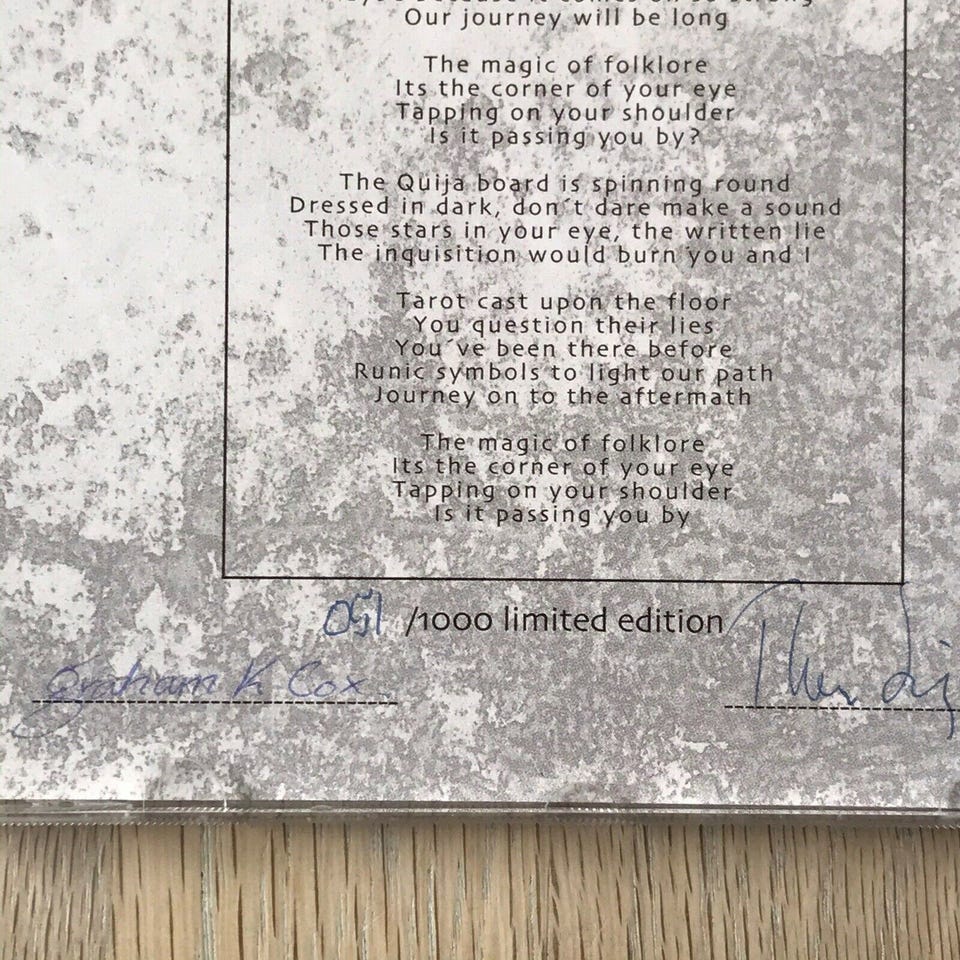 Our journey will be long
The magic of folklore
Its the corner of your eye
Tapping on your shoulder
Is it passing you by?
The Quija board is spinning round
Dressed in dark, don´t dare make a sound
Those stars in your eye, the written lie
The inquisition would burn you and I
Tarot cast upon the floor
You question their lies
You´ve been there before
Runic symbols to light our path
Journey on to the aftermath
The magic of folklore
Its the corner of your eye
Tapping on your shoulder
Is it passing you by
/1000 limited edition
Graham K Cox